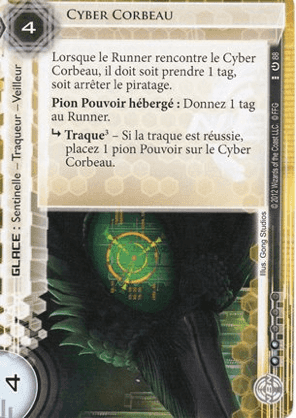 4
CYBER CORBEAU
Lorsque le Runner rencontre le Cyber
Corbeau, il doit soit prendre 1 tag,
soit arrêter le piratage.
Pion Pouvoir hébergé : Donnez 1 tag
au Runner.
↳ Traque³ – Si la traque est réussie,
placez 1 pion Pouvoir sur le Cyber
Corbeau.
GLACE : Sentinelle – Traqueur – Veilleur
88
© 2012 Wizards of the Coast LLC. © FFG
Illus. Gong Studios
4